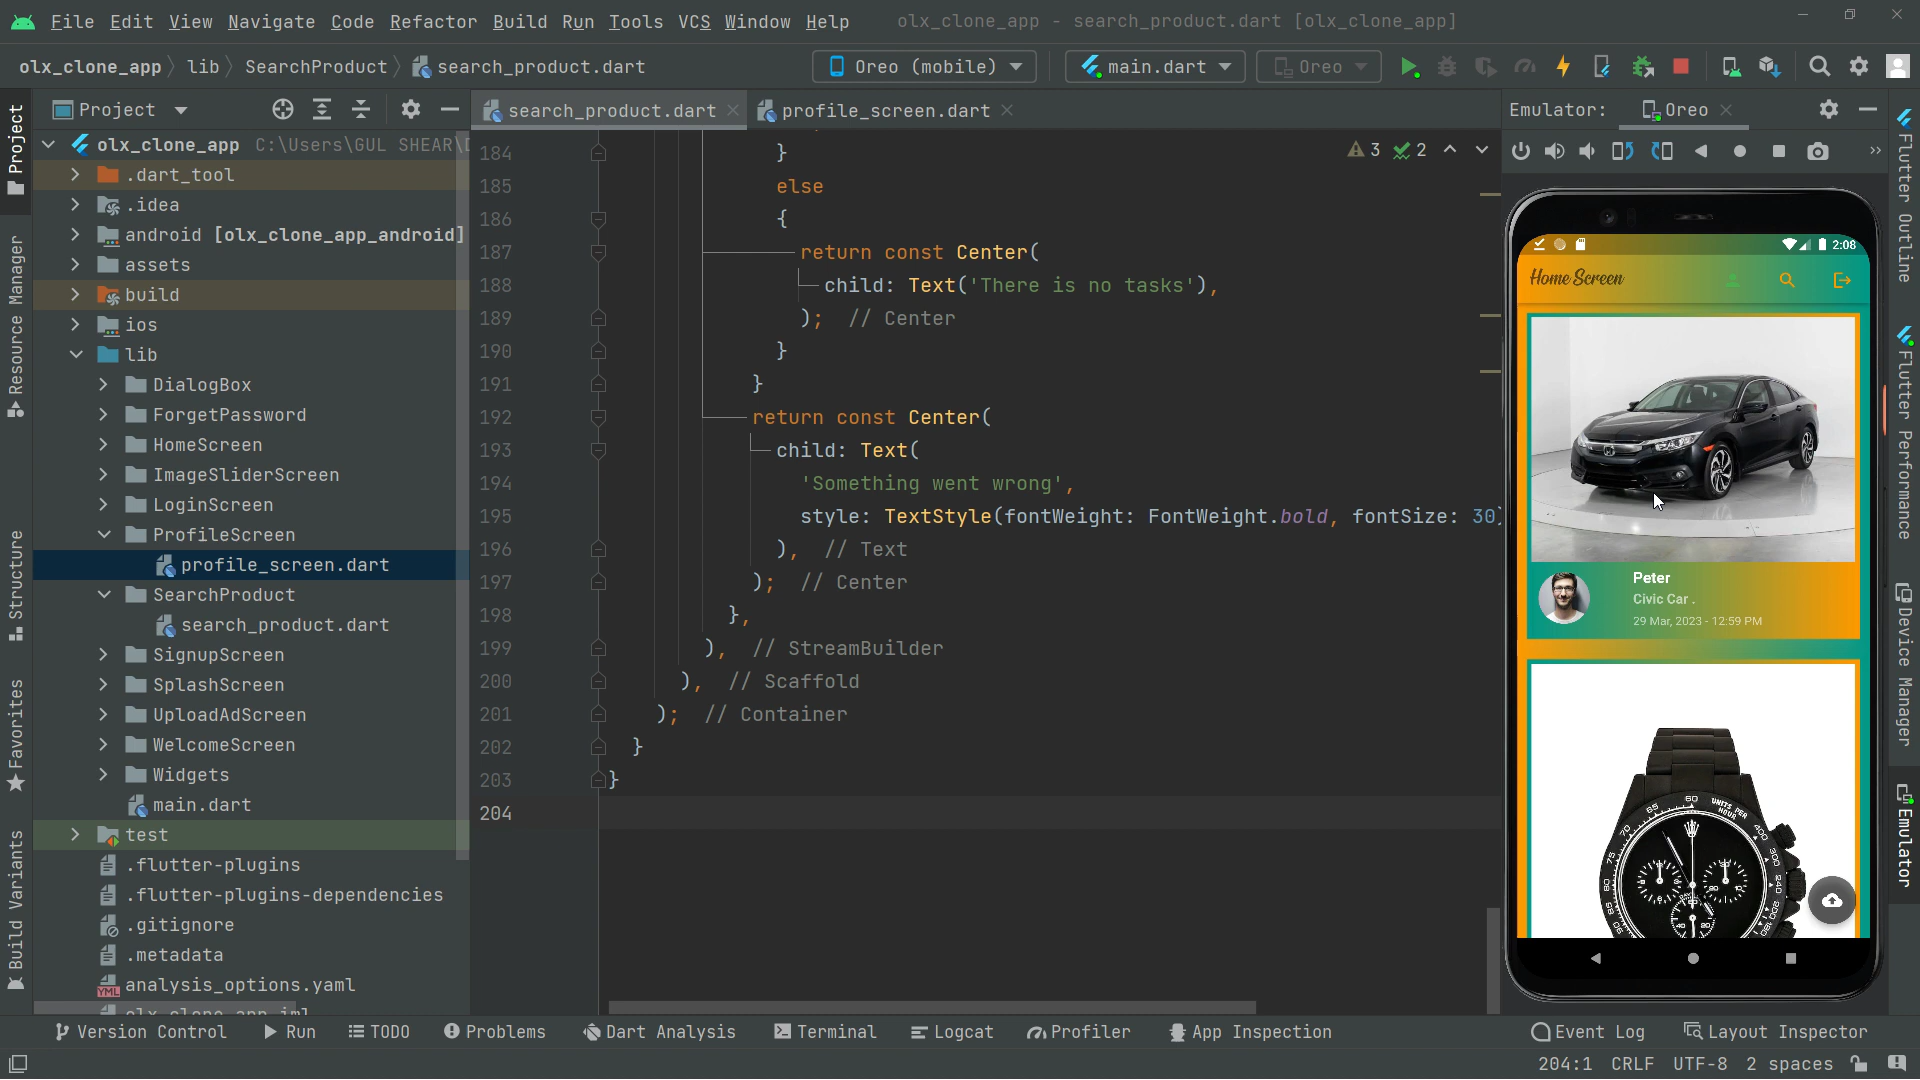 File Edit View Navigate Code Refactor Build Run Tools VCS Window Help olx_clone_app - search_product.dart [olx_clone_app]
olx_clone_app lib SearchProduct search_product.dart Oreo (mobile) main.dart Oreo
Project search_product.dart profile_screen.dart Emulator: Oreo
olx_clone_app C:\Users\GUL SHEAR\
.dart_tool
.idea
android [olx_clone_app_android]
assets
build
ios
lib
DialogBox
ForgetPassword
HomeScreen
ImageSliderScreen
LoginScreen
ProfileScreen
profile_screen.dart
SearchProduct
search_product.dart
SignupScreen
SplashScreen
UploadAdScreen
WelcomeScreen
Widgets
main.dart
test
.flutter-plugins
.flutter-plugins-dependencies
.gitignore
.metadata
analysis_options.yaml
184 }
185 else
186 {
187 return const Center(
188 child: Text('There is no tasks'),
189 ); // Center
190 }
191 }
192 return const Center(
193 child: Text(
194 'Something went wrong',
195 style: TextStyle(fontWeight: FontWeight.bold, fontSize: 30)
196 ), // Text
197 ); // Center
198 },
199 ), // StreamBuilder
200 ), // Scaffold
201 ); // Container
202 }
203 }
204
3 2
2:08
Home Screen
Peter
Civic Car .
29 Mar, 2023 - 12:59 PM
UNITS PER HOUR
Project
Resource Manager
Structure
Favorites
Build Variants
Flutter Outline
Flutter Performance
Device Manager
Emulator
Version Control Run TODO Problems Dart Analysis Terminal Logcat Profiler App Inspection Event Log Layout Inspector
204:1 CRLF UTF-8 2 spaces